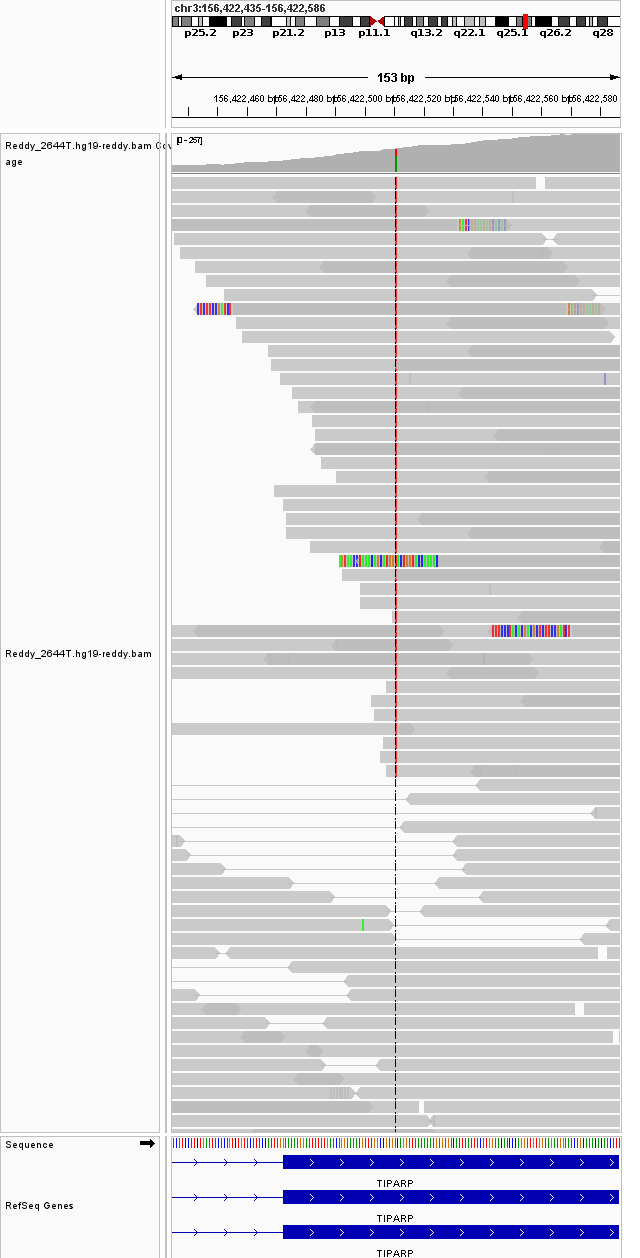 chr3:156,422,435-156,422,586
p25.2 p23 p21.2 p13 p11.1 q13.2 q22.1 q25.1 q26.2 q28
153 bp
156,422,460 bp 156,422,480 bp 156,422,500 bp 156,422,520 bp 156,422,540 bp 156,422,560 bp 156,422,580
Reddy_2644T.hg19-reddy.bam Cov
age
[0 - 257]
Reddy_2644T.hg19-reddy.bam
Sequence
TIPARP
RefSeq Genes
TIPARP
TIPARP